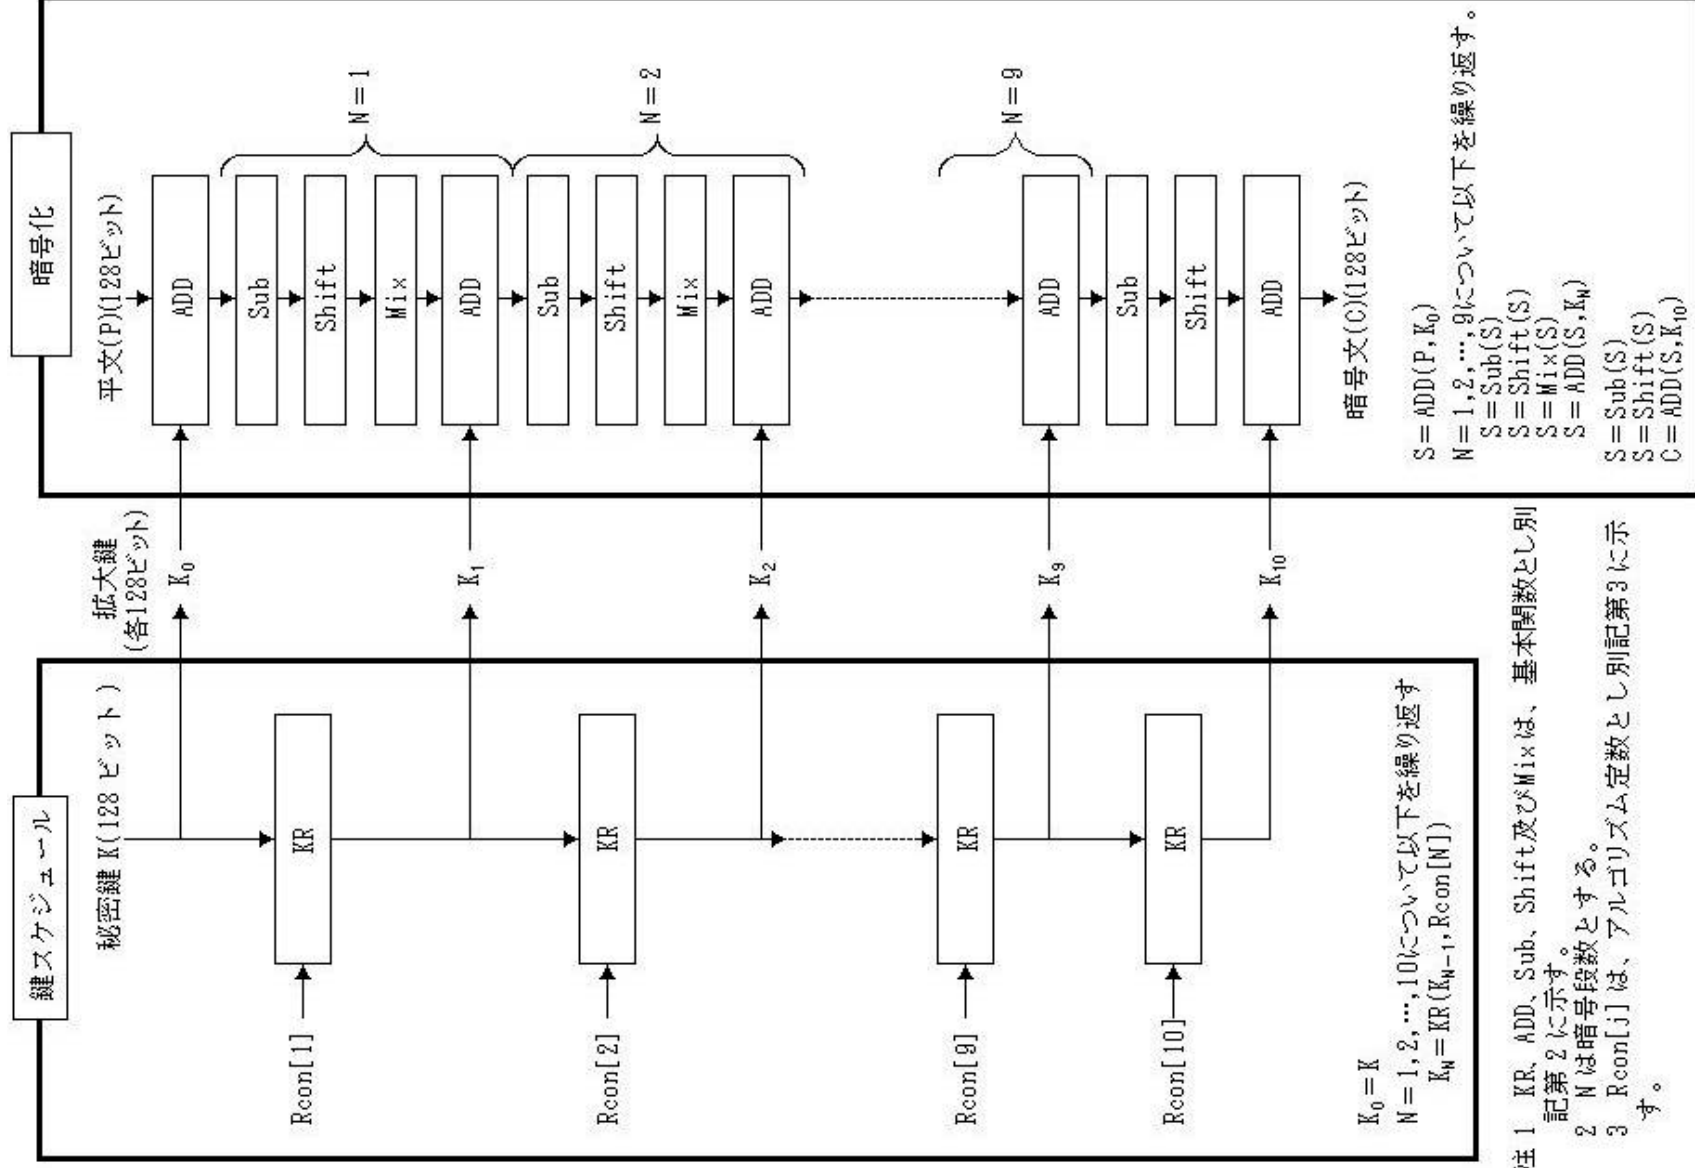 鍵スケジュール
秘密鍵K(128 ビット)
Rcon[1]
KR
Rcon[2]
KR
Rcon[9]
KR
Rcon[10]
KR
K0=K
N=1,2,…,10について以下を繰り返す
KN=KR(KN-1,Rcon[N])
拡大鍵
(各128ビット)
K0
K1
K2
K9
K10
暗号化
平文(P)(128ビット)
ADD
Sub
Shift
Mix
ADD
N=1
Sub
Shift
Mix
ADD
N=2
ADD
N=9
Sub
Shift
ADD
暗号文(C)(128ビット)
S=ADD(P,K0)
N=1,2,…,9について以下を繰り返す。
S=Sub(S)
S=Shift(S)
S=Mix(S)
S=ADD(S,KN)
S=Sub(S)
S=Shift(S)
C=ADD(S,K10)
注1 KR、ADD、Sub、Shift及びMixは、基本関数とし別
記第2に示す。
2 Nは暗号段数とする。
3 Rcon[j]は、アルゴリズム定数とし別記第3に示
す。